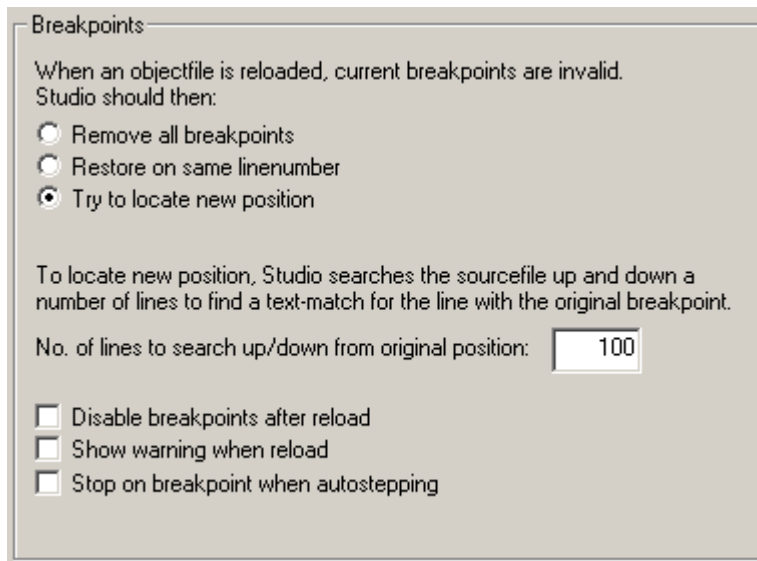 Breakpoints
When an objectfile is reloaded, current breakpoints are invalid.
Studio should then:
Remove all breakpoints
Restore on same linenumber
Try to locate new position
To locate new position, Studio searches the sourcefile up and down a
number of lines to find a text-match for the line with the original breakpoint.
No. of lines to search up/down from original position: 100
Disable breakpoints after reload
Show warning when reload
Stop on breakpoint when autostepping